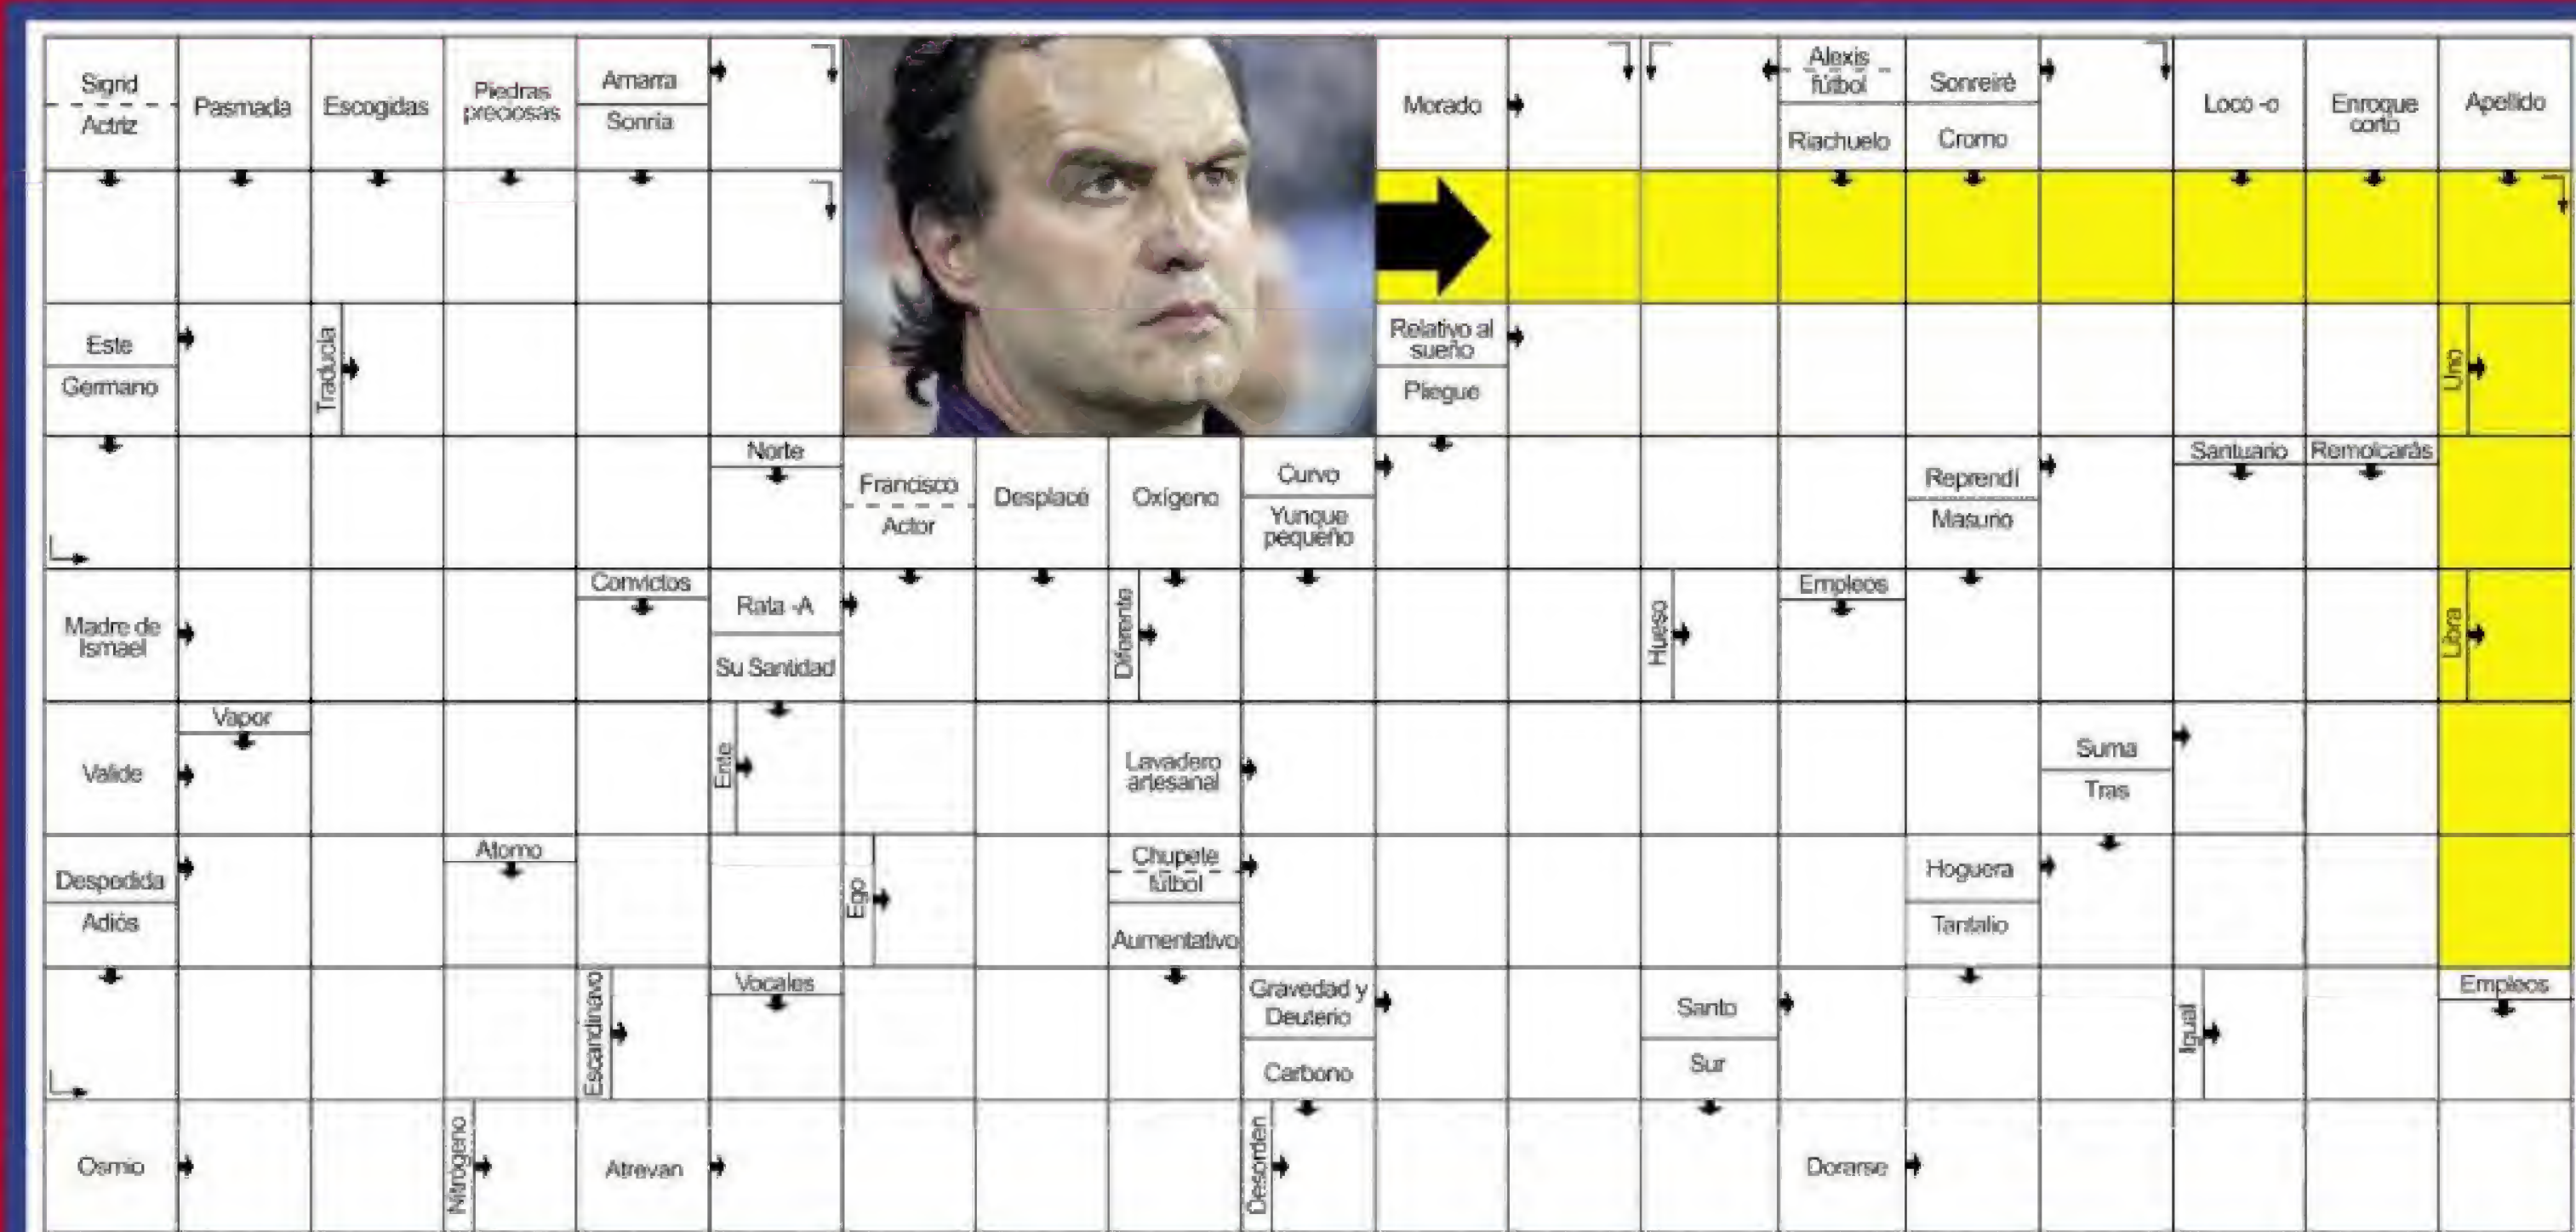 Sigrid
Actriz
Pasmada
Escogidas
Piedras
preciosas
Amarra
Sonría
Morado
Alexis
fútbol
Riachuelo
Sonreiré
Cromo
Loco -o
Enroque
corto
Apellido
Este
Germano
Traducía
Relativo al
sueño
Pliegue
Uno
Norte
Francisco
Actor
Desplacé
Oxígeno
Curvo
Yunque
pequeño
Reprendí
Masurio
Santuario
Remolcarás
Madre de
Ismael
Convictos
Rata -A
Su Santidad
Diferente
Hueso
Empleos
Libra
Valide
Vapor
Ente
Lavadero
artesanal
Suma
Tras
Despedida
Adiós
Atomo
Ego
Chupete
fútbol
Aumentativo
Hoguera
Tantalio
Escandinavo
Vocales
Gravedad y
Deuterio
Carbono
Santo
Sur
Igual
Empleos
Osmio
Nitrógeno
Atrevan
Desorden
Dorarse